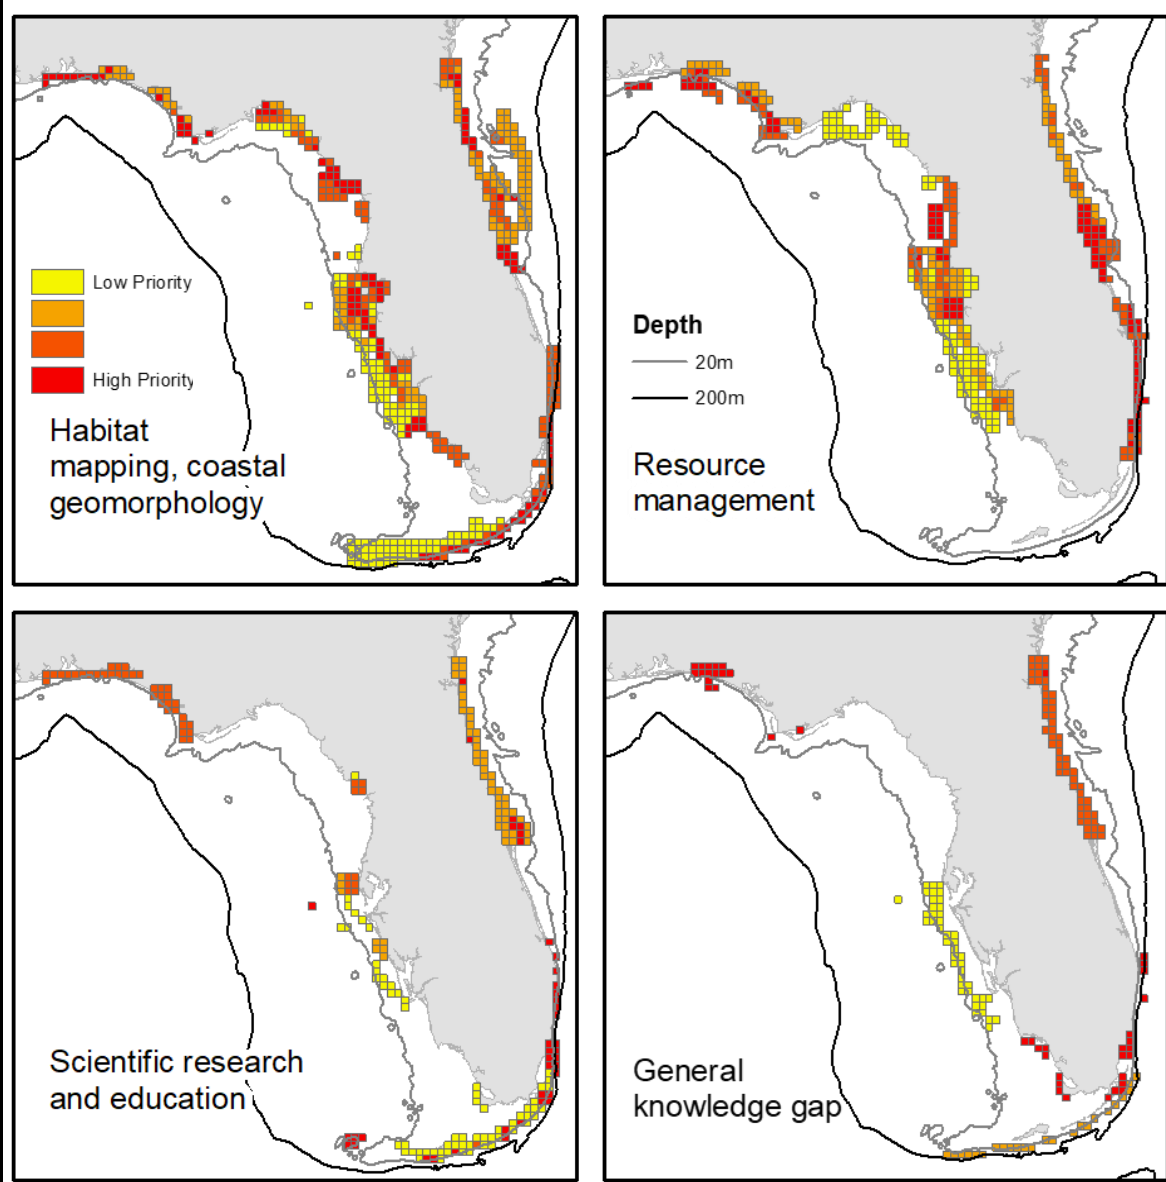 Low Priority
High Priority
Habitat
mapping, coastal
geomorphology
Depth
20m
200m
Resource
management
Scientific research
and education
General
knowledge gap